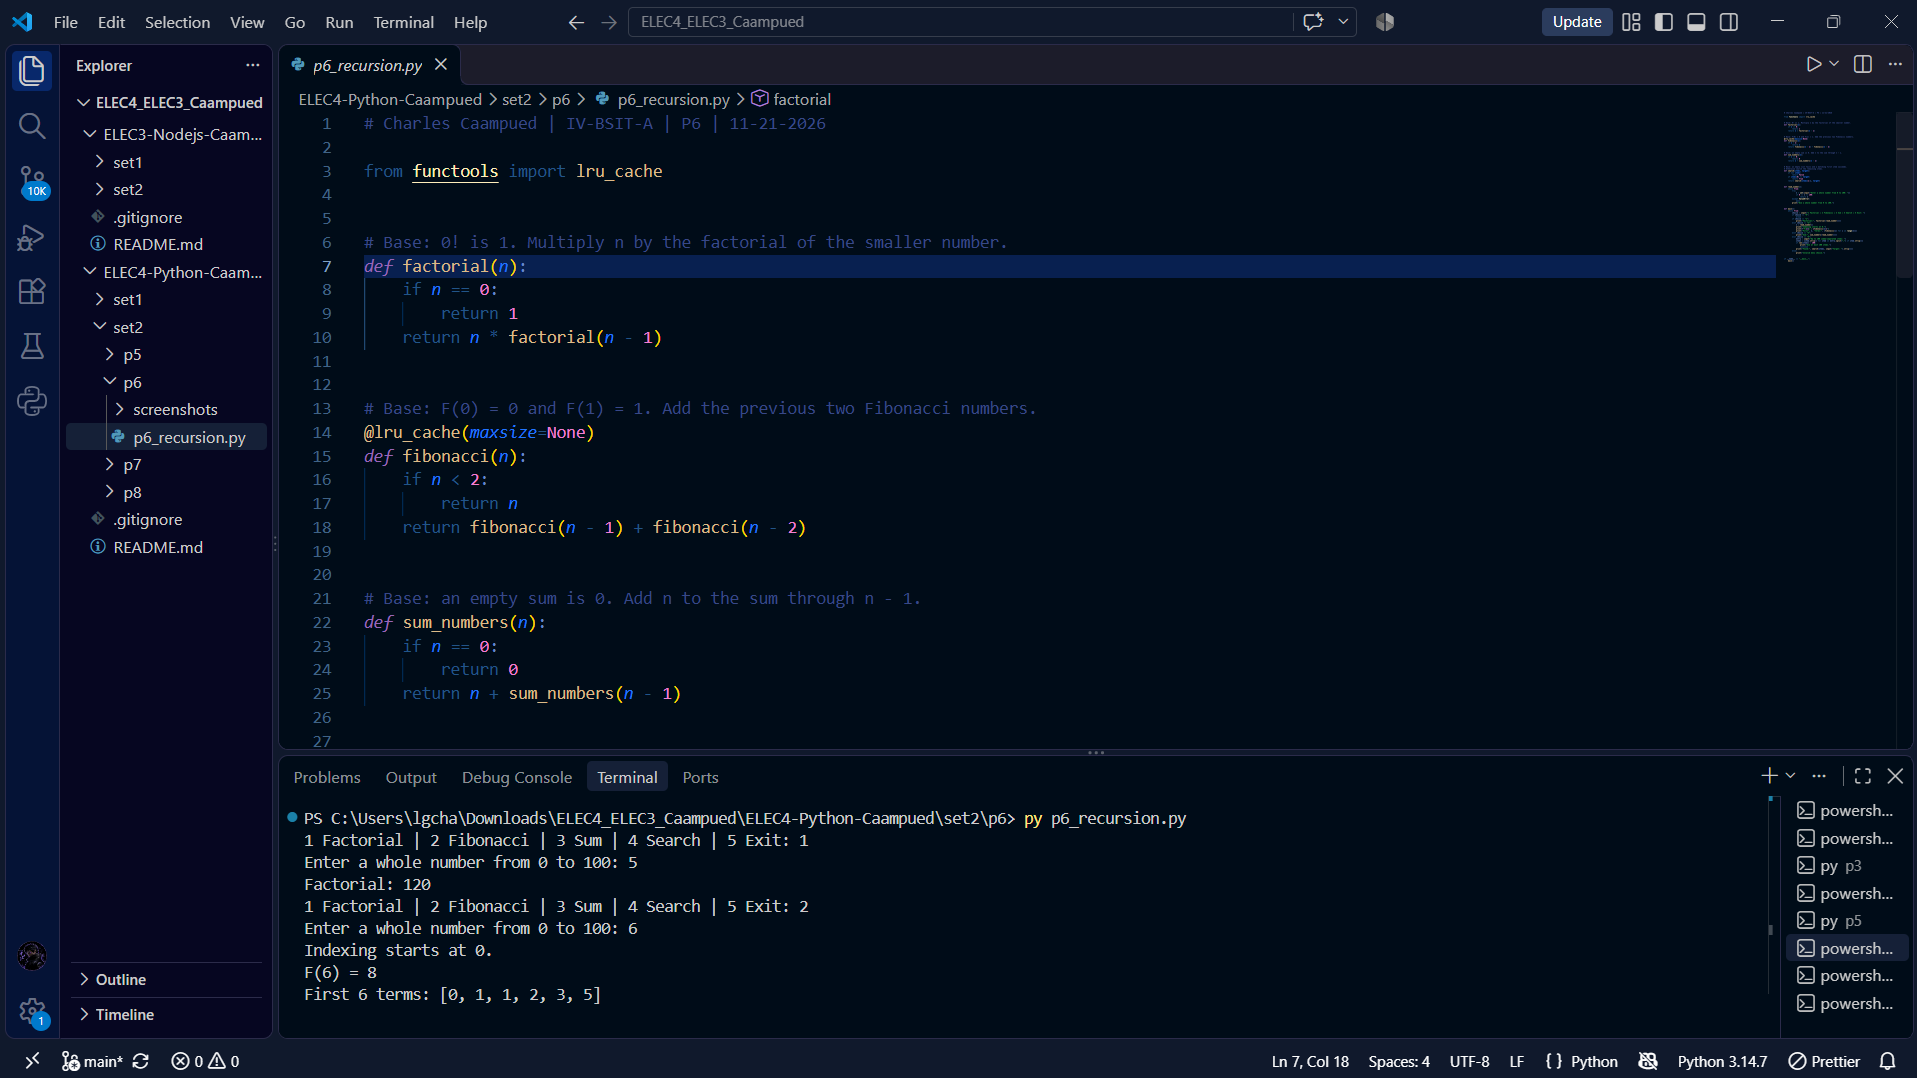 File Edit Selection View Go Run Terminal Help
ELEC4_ELEC3_Caampued
Update
Explorer
ELEC4_ELEC3_Caampued
ELEC3-Nodejs-Caam...
set1
set2
.gitignore
README.md
ELEC4-Python-Caam...
set1
set2
p5
p6
screenshots
p6_recursion.py
p7
p8
.gitignore
README.md
Outline
Timeline
10K
1
p6_recursion.py
ELEC4-Python-Caampued > set2 > p6 > p6_recursion.py > factorial
1 # Charles Caampued | IV-BSIT-A | P6 | 11-21-2026
2
3 from functools import lru_cache
4
5
6 # Base: 0! is 1. Multiply n by the factorial of the smaller number.
7 def factorial(n):
8     if n == 0:
9         return 1
10     return n * factorial(n - 1)
11
12
13 # Base: F(0) = 0 and F(1) = 1. Add the previous two Fibonacci numbers.
14 @lru_cache(maxsize=None)
15 def fibonacci(n):
16     if n < 2:
17         return n
18     return fibonacci(n - 1) + fibonacci(n - 2)
19
20
21 # Base: an empty sum is 0. Add n to the sum through n - 1.
22 def sum_numbers(n):
23     if n == 0:
24         return 0
25     return n + sum_numbers(n - 1)
26
27
Problems Output Debug Console Terminal Ports
PS C:\Users\lgcha\Downloads\ELEC4_ELEC3_Caampued\ELEC4-Python-Caampued\set2\p6> py p6_recursion.py
1 Factorial | 2 Fibonacci | 3 Sum | 4 Search | 5 Exit: 1
Enter a whole number from 0 to 100: 5
Factorial: 120
1 Factorial | 2 Fibonacci | 3 Sum | 4 Search | 5 Exit: 2
Enter a whole number from 0 to 100: 6
Indexing starts at 0.
F(6) = 8
First 6 terms: [0, 1, 1, 2, 3, 5]
powersh...
powersh...
py p3
powersh...
py p5
powersh...
powersh...
powersh...
main* 0 0
Ln 7, Col 18 Spaces: 4 UTF-8 LF { } Python Python 3.14.7 Prettier